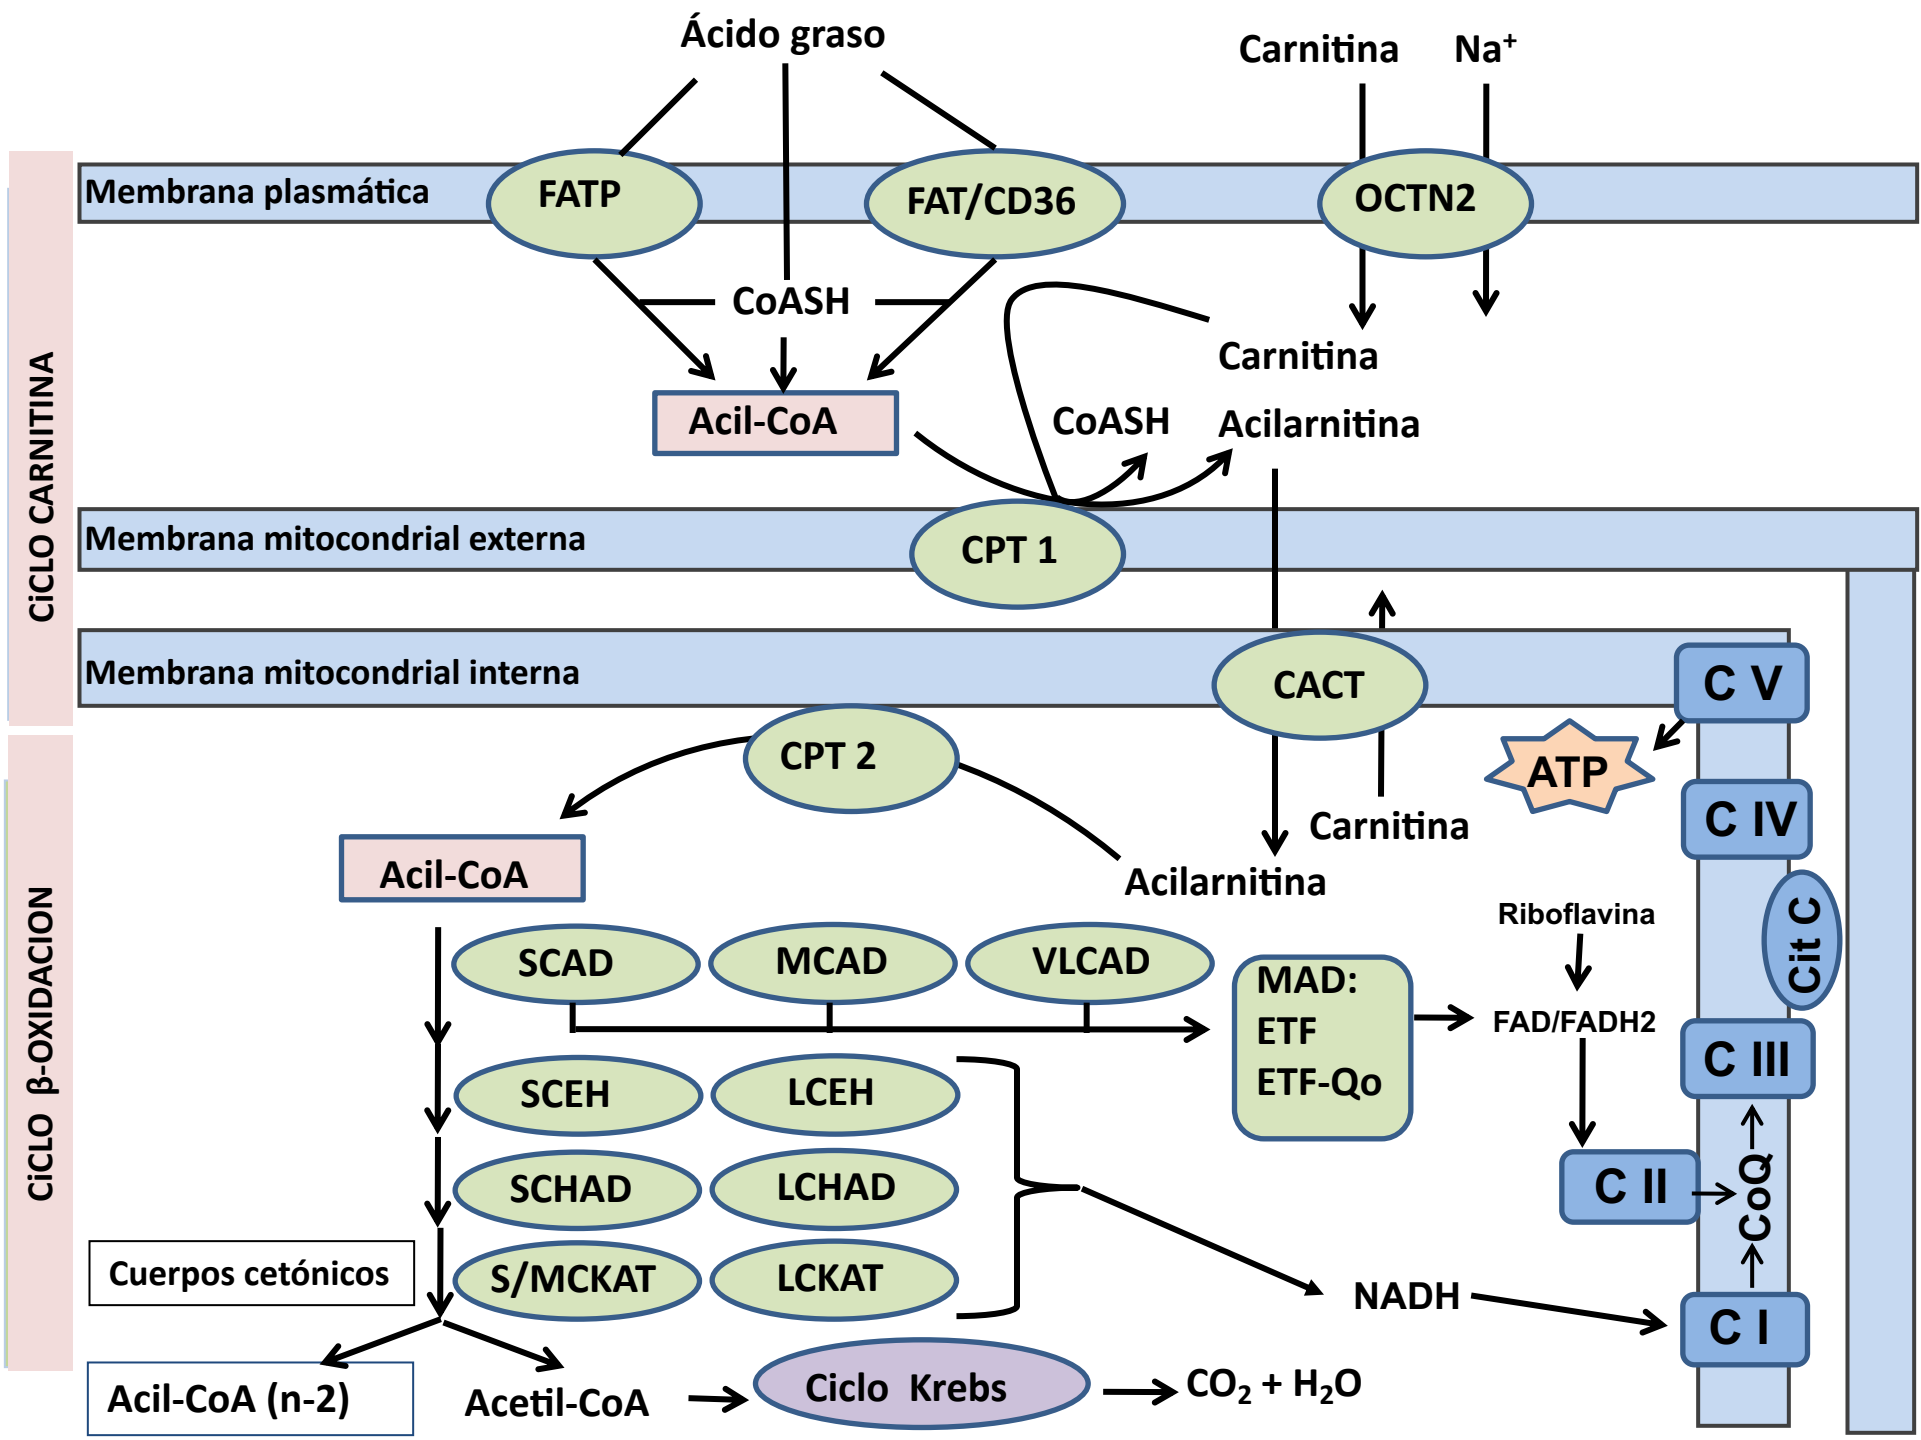 Ácido graso
Carnitina
Na⁺
Membrana plasmática
FATP
FAT/CD36
OCTN2
CoASH
Carnitina
Acil-CoA
CoASH
Acilarnitina
CiCLO CARNITINA
Membrana mitocondrial externa
CPT 1
Membrana mitocondrial interna
CACT
C V
CPT 2
ATP
C IV
Carnitina
Acil-CoA
Acilarnitina
Riboflavina
Cit C
CiCLO β-OXIDACION
SCAD
MCAD
VLCAD
MAD:
ETF
ETF-Qo
FAD/FADH2
C III
SCEH
LCEH
SCHAD
LCHAD
C II
CoQ
Cuerpos cetónicos
S/MCKAT
LCKAT
NADH
C I
Acil-CoA (n-2)
Acetil-CoA
Ciclo Krebs
CO₂ + H₂O